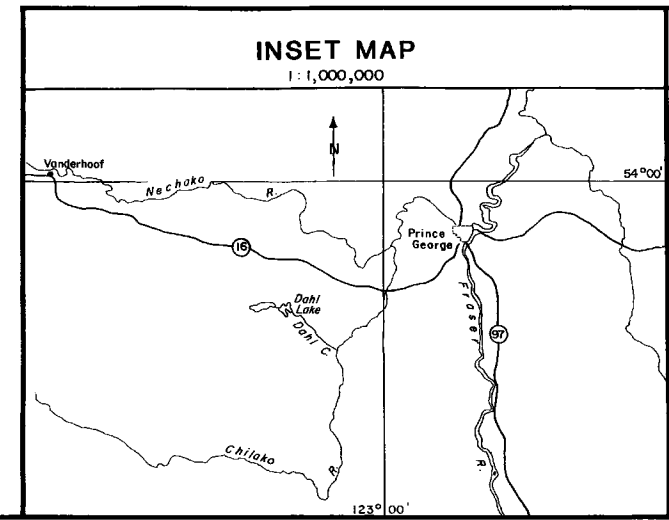 INSET MAP
1:1,000,000
Vanderhoof
N
54°00'
Nechako R.
Prince
George
16
Dahl
Lake
Dahl C.
Fraser R.
97
Chilako R.
123°00'